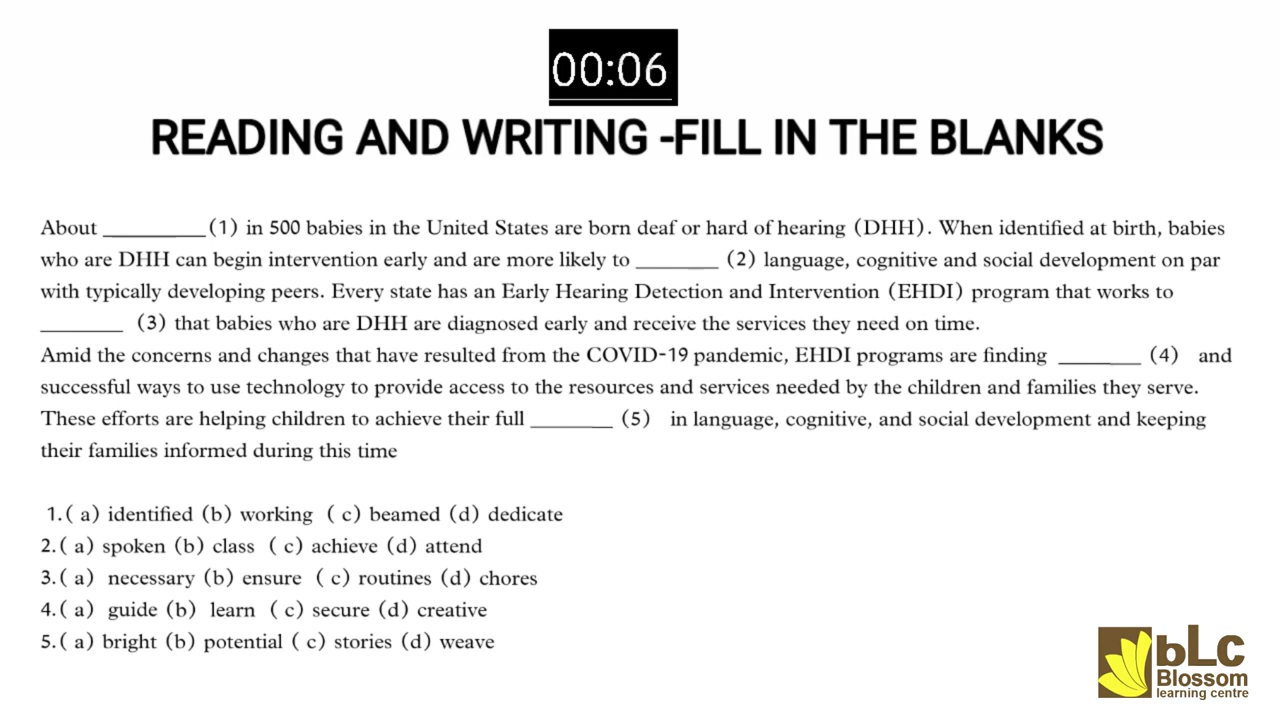 00:06
READING AND WRITING -FILL IN THE BLANKS
About __________(1) in 500 babies in the United States are born deaf or hard of hearing (DHH). When identified at birth, babies
who are DHH can begin intervention early and are more likely to ________ (2) language, cognitive and social development on par
with typically developing peers. Every state has an Early Hearing Detection and Intervention (EHDI) program that works to
________ (3) that babies who are DHH are diagnosed early and receive the services they need on time.
Amid the concerns and changes that have resulted from the COVID-19 pandemic, EHDI programs are finding ________ (4) and
successful ways to use technology to provide access to the resources and services needed by the children and families they serve.
These efforts are helping children to achieve their full ________ (5) in language, cognitive, and social development and keeping
their families informed during this time
1.( a) identified (b) working ( c) beamed (d) dedicate
2.( a) spoken (b) class ( c) achieve (d) attend
3.( a) necessary (b) ensure ( c) routines (d) chores
4.( a) guide (b) learn ( c) secure (d) creative
5.( a) bright (b) potential ( c) stories (d) weave
bLc
Blossom
learning centre